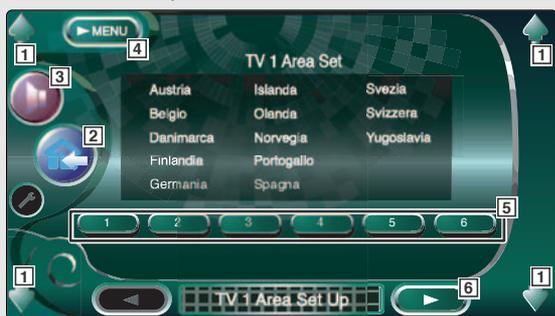 1
► MENU
4
1
TV 1 Area Set
3
Austria Islanda Svezia
Belgio Olanda Svizzera
2
Danimarca Norvegia Yugoslavia
Finlandia Portogallo
Germania Spagna
5
1 2 3 4 5 6
1
6
1
◄ TV 1 Area Set Up ►